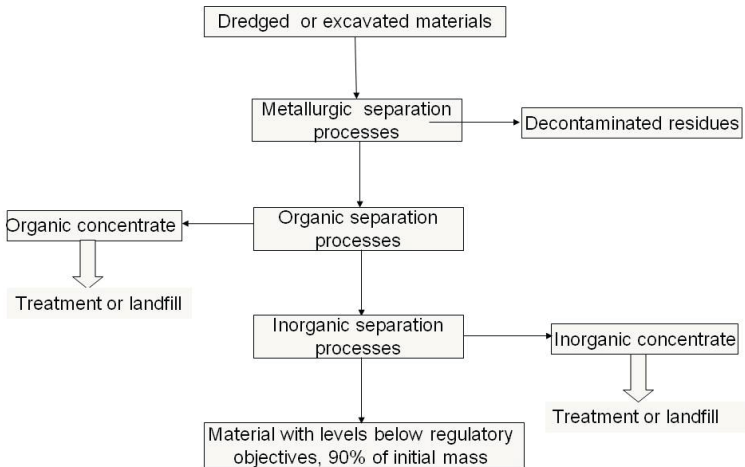 Dredged or excavated materials
Metallurgic separation
processes
Decontaminated residues
Organic separation
processes
Organic concentrate
Treatment or landfill
Inorganic separation
processes
Inorganic concentrate
Treatment or landfill
Material with levels below regulatory
objectives, 90% of initial mass